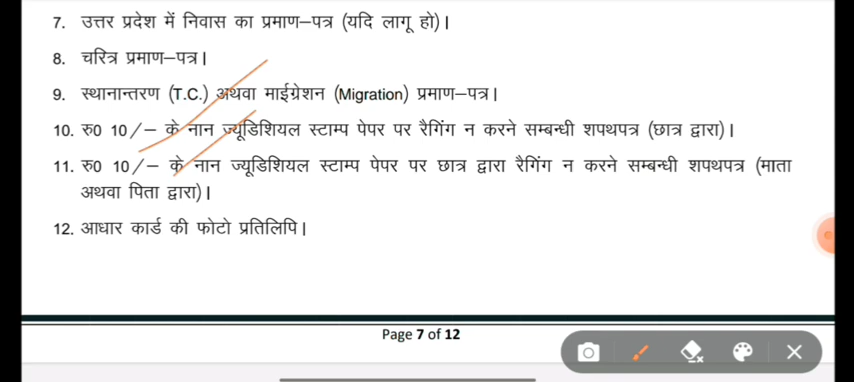 7. उत्तर प्रदेश में निवास का प्रमाण–पत्र (यदि लागू हो)।
8. चरित्र प्रमाण–पत्र।
9. स्थानान्तरण (T.C.) अथवा माईग्रेशन (Migration) प्रमाण–पत्र।
10. रु0 10/– के नान ज्यूडिशियल स्टाम्प पेपर पर रैगिंग न करने सम्बन्धी शपथपत्र (छात्र द्वारा)।
11. रु0 10/– के नान ज्यूडिशियल स्टाम्प पेपर पर छात्र द्वारा रैगिंग न करने सम्बन्धी शपथपत्र (माता
अथवा पिता द्वारा)।
12. आधार कार्ड की फोटो प्रतिलिपि।
Page 7 of 12